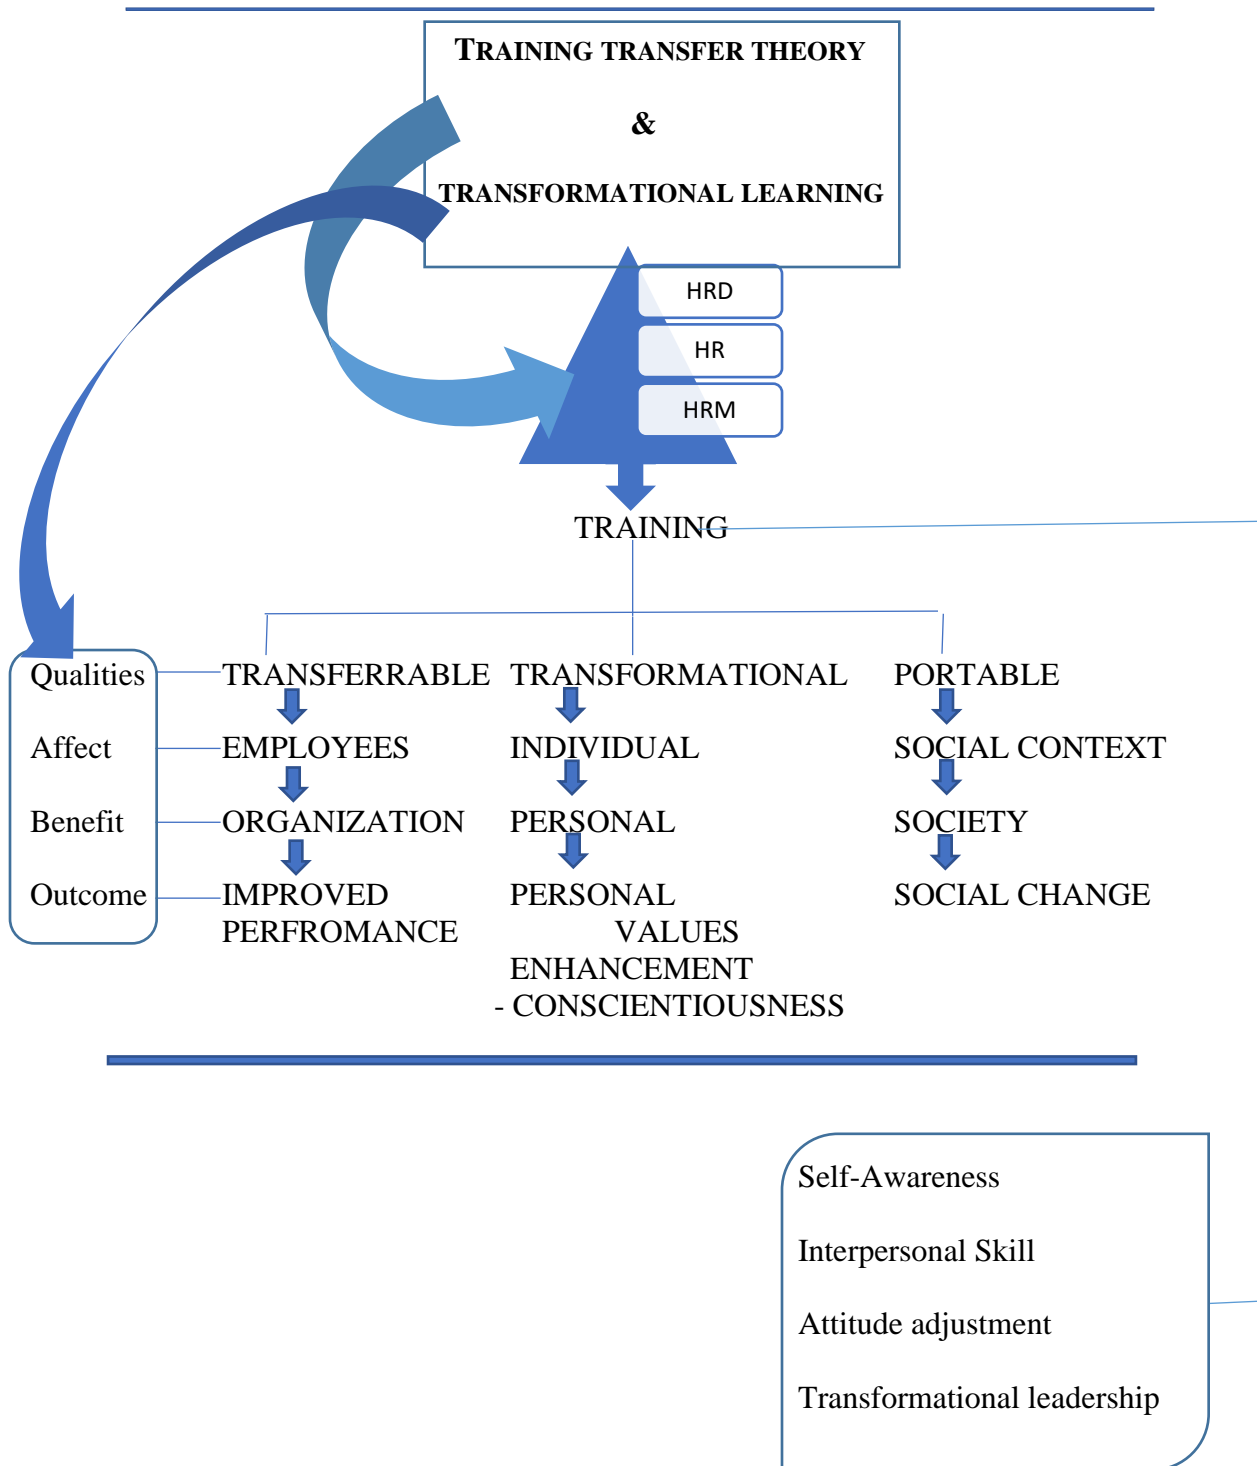 TRAINING TRANSFER THEORY
&
TRANSFORMATIONAL LEARNING
HRD
HR
HRM
TRAINING
Qualities TRANSFERRABLE TRANSFORMATIONAL PORTABLE
Affect EMPLOYEES INDIVIDUAL SOCIAL CONTEXT
Benefit ORGANIZATION PERSONAL SOCIETY
Outcome IMPROVED PERSONAL SOCIAL CHANGE
PERFROMANCE VALUES
ENHANCEMENT
- CONSCIENTIOUSNESS
Self-Awareness
Interpersonal Skill
Attitude adjustment
Transformational leadership